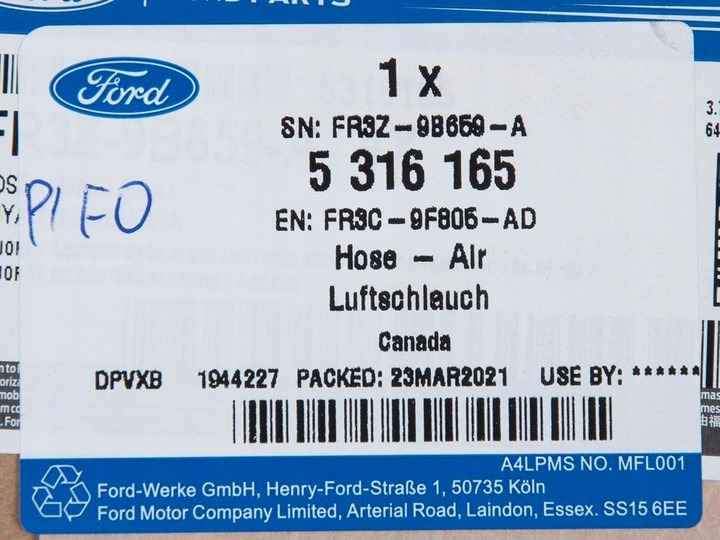 Ford
1 x
SN: FR3Z-9B659-A
5 316 165
EN: FR3C-9F805-AD
Hose - Air
Luftschlauch
Canada
PI FO
DPVXB 1944227 PACKED: 23MAR2021 USE BY: ******
A4LPMS NO. MFL001
Ford-Werke GmbH, Henry-Ford-Straße 1, 50735 Köln
Ford Motor Company Limited, Arterial Road, Laindon, Essex. SS15 6EE